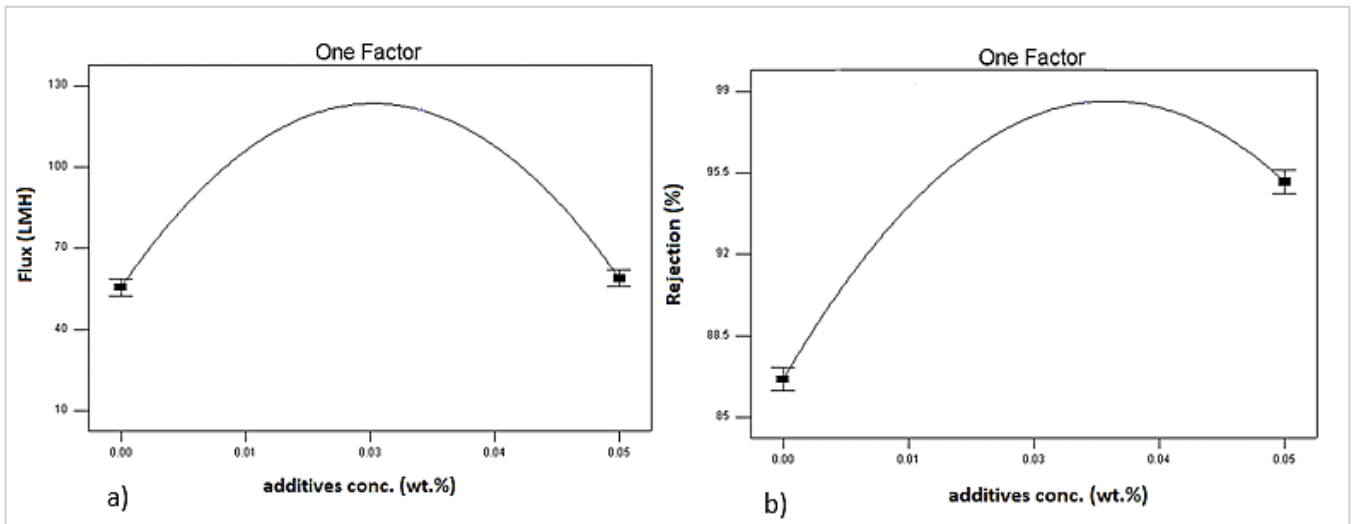 One Factor
130
100
70
40
10
Flux (LMH)
0.00 0.01 0.03 0.04 0.05
additives conc. (wt.%)
a)
One Factor
99
95.5
92
88.5
85
Rejection (%)
0.00 0.01 0.03 0.04 0.05
additives conc. (wt.%)
b)